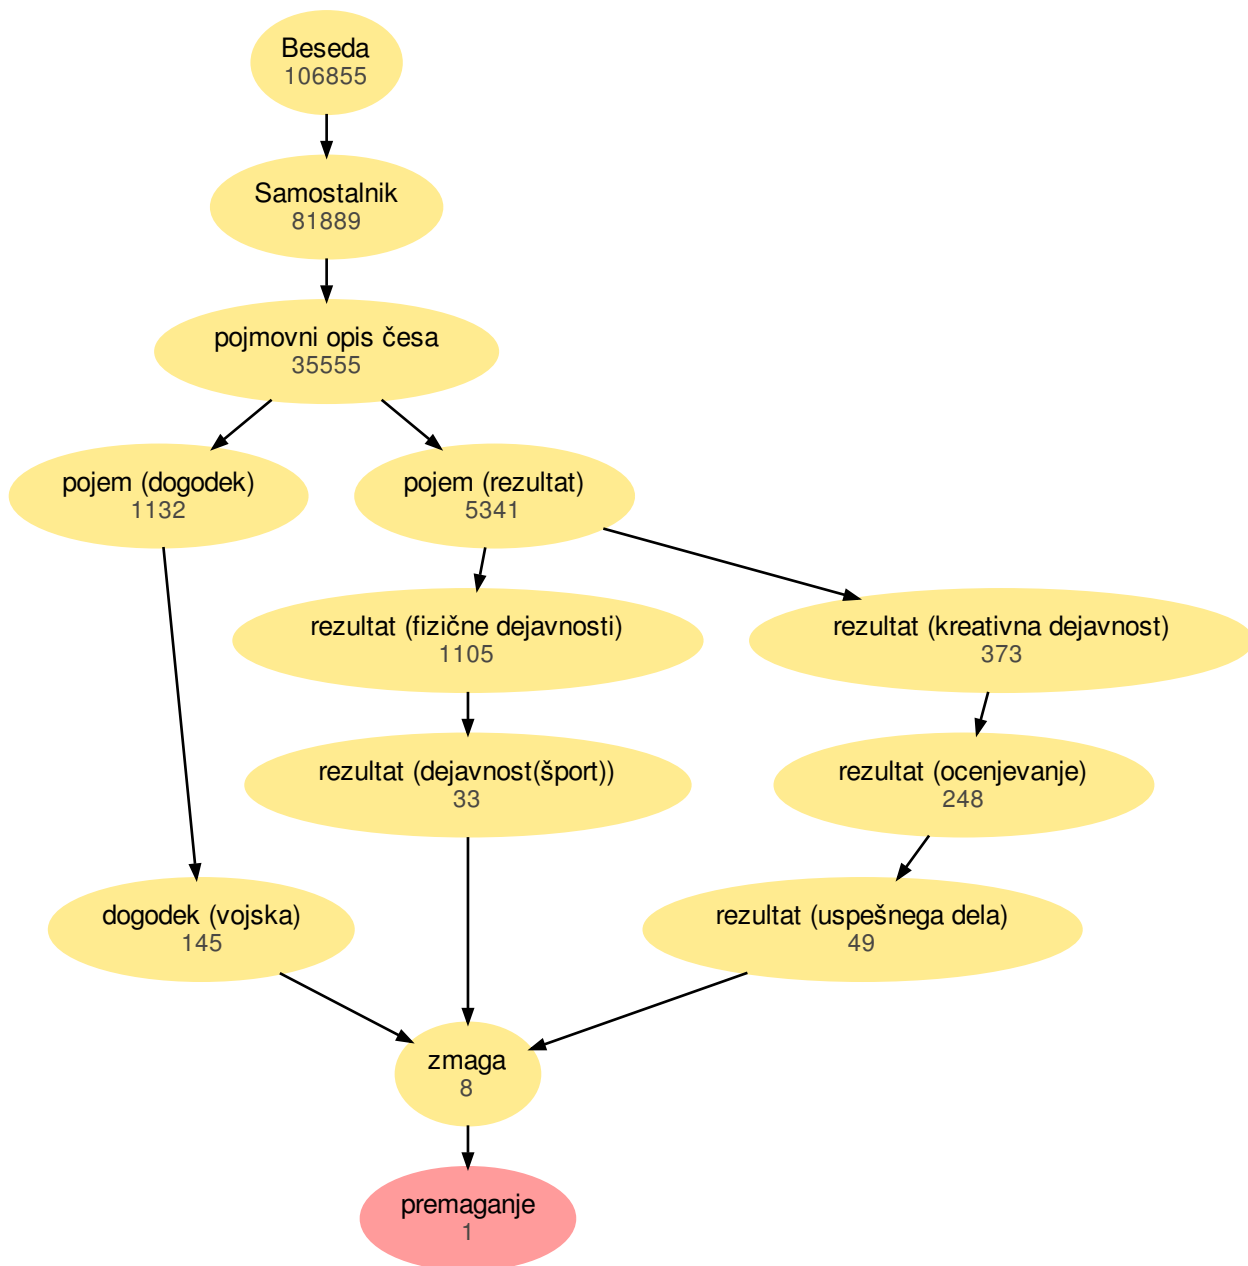 Beseda
106855
Samostalnik
81889
pojmovni opis česa
35555
pojem (dogodek)
1132
pojem (rezultat)
5341
rezultat (fizične dejavnosti)
1105
rezultat (kreativna dejavnost)
373
rezultat (dejavnost(šport))
33
rezultat (ocenjevanje)
248
dogodek (vojska)
145
rezultat (uspešnega dela)
49
zmaga
8
premaganje
1